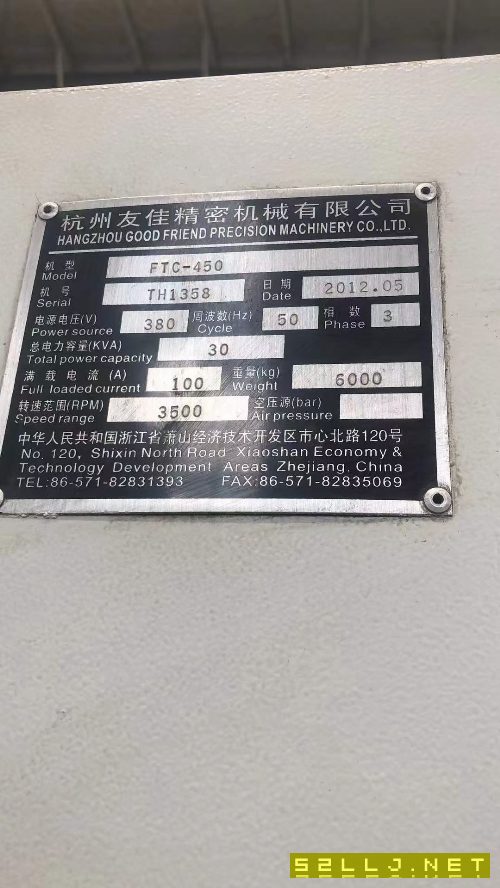 杭州友佳精密机械有限公司
HANGZHOU GOOD FRIEND PRECISION MACHINERY CO.,LTD.
机型 Model FTC-450
机号 Serial TH1358 日期 Date 2012.05
电源电压(V) Power source 380 周波数(Hz) Cycle 50 相数 Phase 3
总电力容量(KVA) Total power capacity 30
满载电流(A) Full loaded current 100 重量(kg) Weight 6000
转速范围(RPM) Speed range 3500 空压源(bar) Air pressure
中华人民共和国浙江省萧山经济技术开发区市心北路120号
No. 120, Shixin North Road Xiaoshan Economy &
Technology Development Areas Zhejiang. China
TEL:86-571-82831393 FAX:86-571-82835069
52LLJ.NET